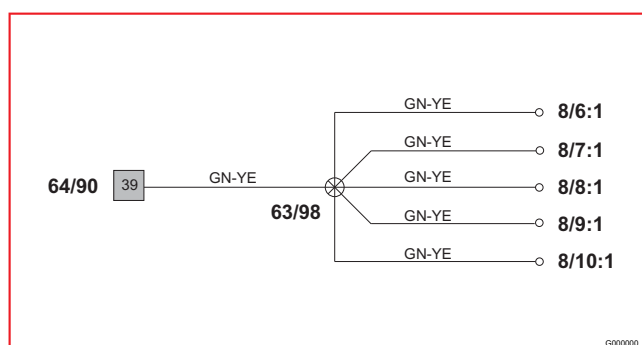 GN-YE 8/6:1
GN-YE 8/7:1
64/90 39 GN-YE GN-YE 8/8:1
63/98
GN-YE 8/9:1
GN-YE 8/10:1
G000000